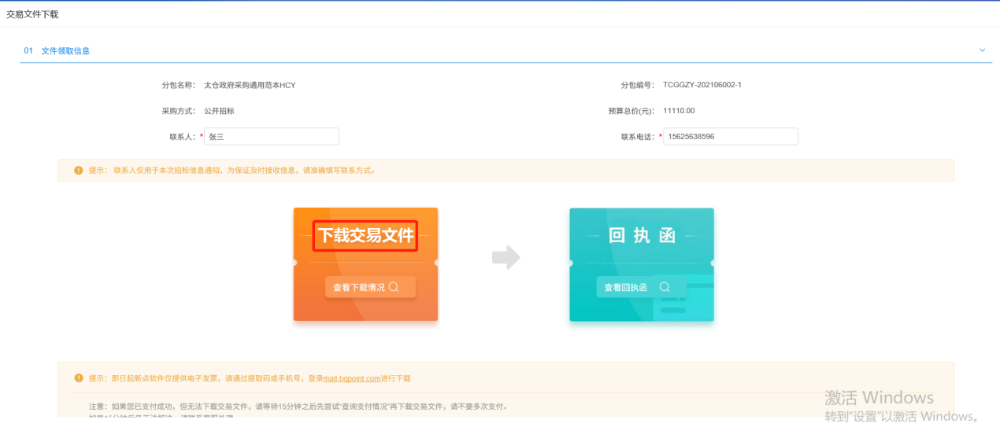 交易文件下载
01 文件领取信息
分包名称： 太仓政府采购通用范本HCY 分包编号： TCGGZY-202106002-1
采购方式： 公开招标 预算总价(元)： 11110.00
联系人：* 张三 联系电话：* 15625638596
提示： 联系人仅用于本次招标信息通知，为保证及时接收信息，请准确填写联系方式。
下载交易文件 回执函
查看下载情况 查看回执函
提示：即日起新点软件仅提供电子发票，请通过提取码或手机号，登录mall.bqpoint.com进行下载
注意：如果您已支付成功，但无法下载交易文件，请等待15分钟之后先尝试“查询支付情况”再下载交易文件，请不要多次支付。
激活 Windows
转到“设置”以激活 Windows。